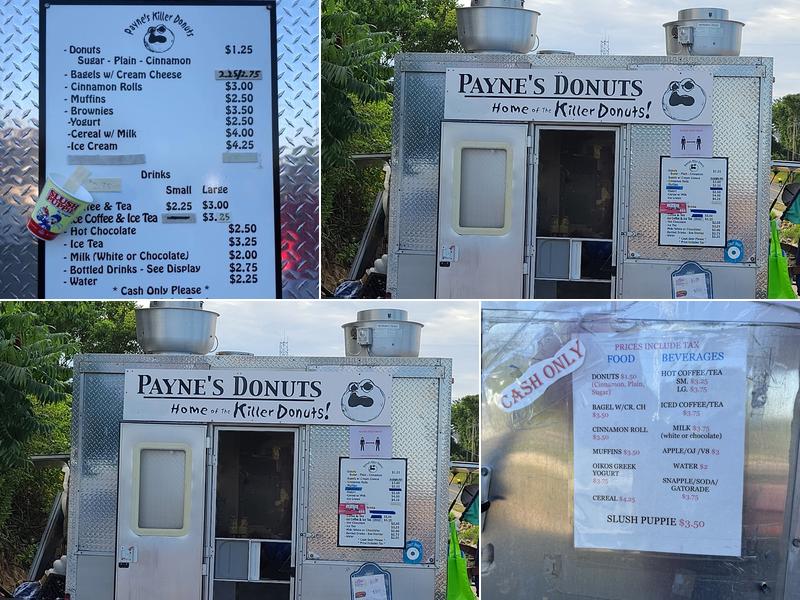 Payne's Killer Donuts
- Donuts $1.25
Sugar - Plain - Cinnamon
- Bagels w/ Cream Cheese 2.25/2.75
- Cinnamon Rolls $3.00
- Muffins $2.50
- Brownies $3.50
-Yogurt $2.50
-Cereal w/ Milk $4.00
-Ice Cream $4.25
Drinks
Small Large
& Tea $2.25 $3.00
Coffee & Ice Tea $3.25
- Hot Chocolate $2.50
- Ice Tea $3.25
- Milk (White or Chocolate) $2.00
- Bottled Drinks - See Display $2.75
- Water $2.25
* Cash Only Please *
SLUSH PUPPIE
PAYNE'S DONUTS
Home of The Killer Donuts!
PAYNE'S DONUTS
Home of The Killer Donuts!
CASH ONLY
PRICES INCLUDE TAX
FOOD
DONUTS $1.50
(Cinnamon, Plain,
Sugar)
BAGEL W/CR. CH
$3.50
CINNAMON ROLL
$3.50
MUFFINS $3.50
OIKOS GREEK
YOGURT
$3.75
CEREAL $4.25
BEVERAGES
HOT COFFEE/TEA
SM. $3.25
LG. $3.75
ICED COFFEE/TEA
$3.75
MILK $3.75
(white or chocolate)
APPLE/OJ /V8 $3
WATER $2
SNAPPLE/SODA/
GATORADE
$3.75
SLUSH PUPPIE $3.50